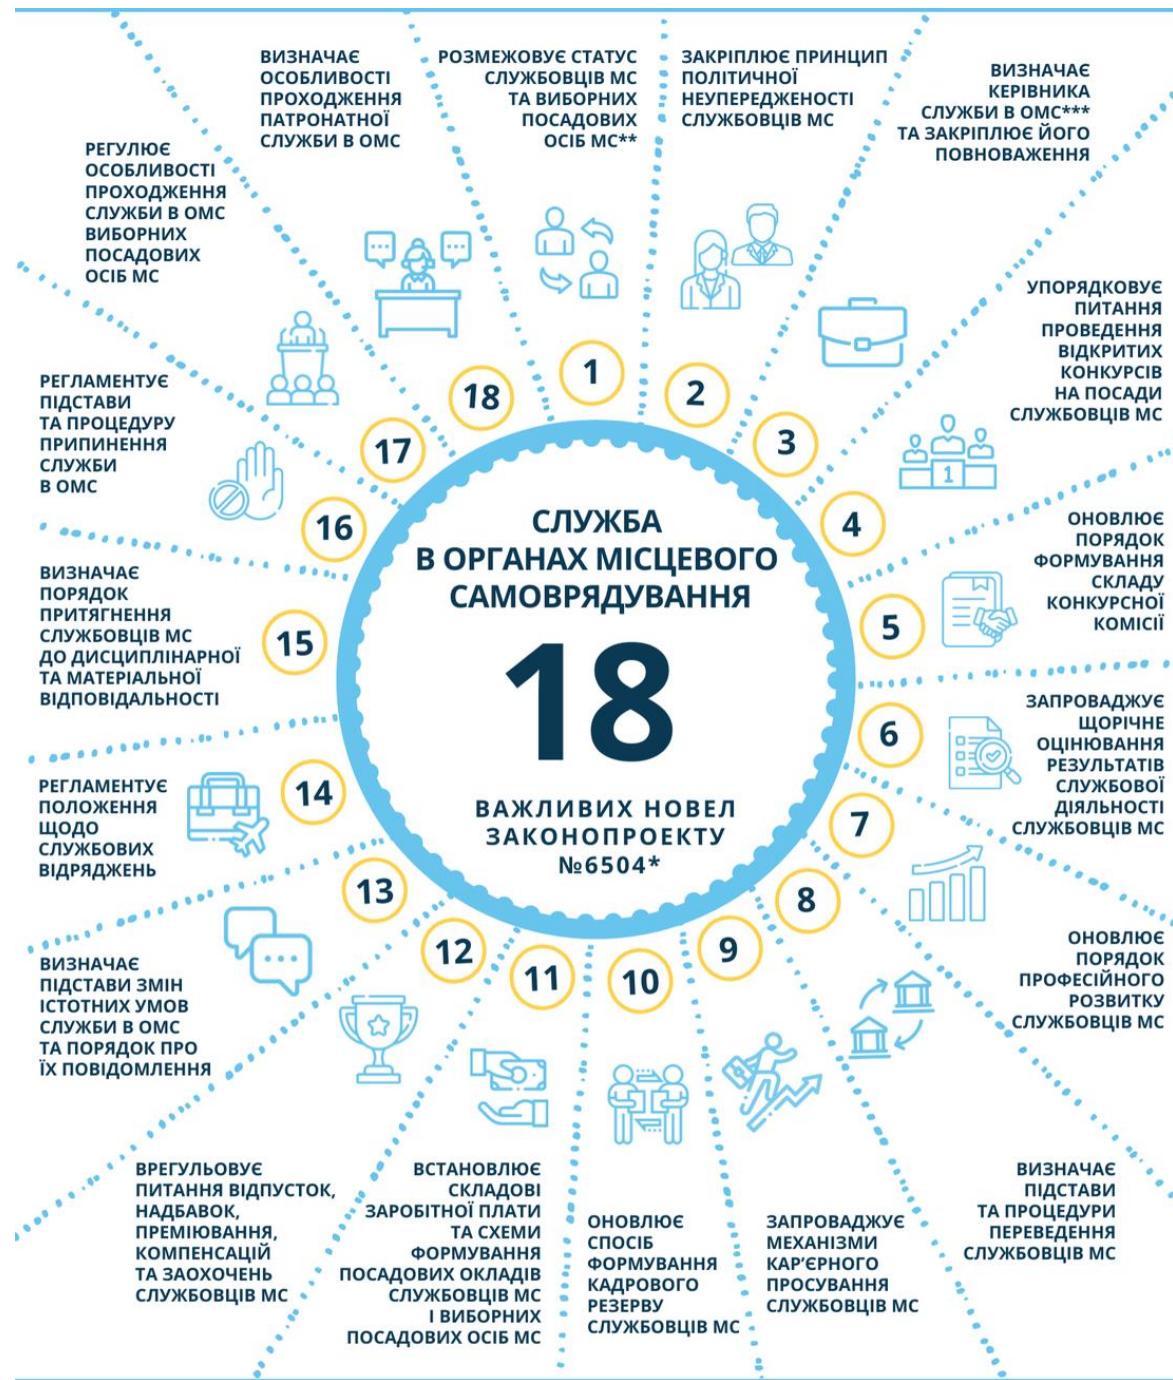 СЛУЖБА
В ОРГАНАХ МІСЦЕВОГО
САМОВРЯДУВАННЯ
18
ВАЖЛИВИХ НОВЕЛ
ЗАКОНОПРОЕКТУ
№6504*
1
РОЗМЕЖОВУЄ СТАТУС
СЛУЖБОВЦІВ МС
ТА ВИБОРНИХ
ПОСАДОВИХ
ОСІБ МС**
2
ЗАКРІПЛЮЄ ПРИНЦИП
ПОЛІТИЧНОЇ
НЕУПЕРЕДЖЕНОСТІ
СЛУЖБОВЦІВ МС
3
ВИЗНАЧАЄ
КЕРІВНИКА
СЛУЖБИ В ОМС***
ТА ЗАКРІПЛЮЄ ЙОГО
ПОВНОВАЖЕННЯ
4
УПОРЯДКОВУЄ
ПИТАННЯ
ПРОВЕДЕННЯ
ВІДКРИТИХ
КОНКУРСІВ
НА ПОСАДИ
СЛУЖБОВЦІВ МС
1
5
ОНОВЛЮЄ
ПОРЯДОК
ФОРМУВАННЯ
СКЛАДУ
КОНКУРСНОЇ
КОМІСІЇ
6
ЗАПРОВАДЖУЄ
ЩОРІЧНЕ
ОЦІНЮВАННЯ
РЕЗУЛЬТАТІВ
СЛУЖБОВОЇ
ДІЯЛЬНОСТІ
СЛУЖБОВЦІВ МС
7
ОНОВЛЮЄ
ПОРЯДОК
ПРОФЕСІЙНОГО
РОЗВИТКУ
СЛУЖБОВЦІВ МС
8
ВИЗНАЧАЄ
ПІДСТАВИ
ТА ПРОЦЕДУРИ
ПЕРЕВЕДЕННЯ
СЛУЖБОВЦІВ МС
9
ЗАПРОВАДЖУЄ
МЕХАНІЗМИ
КАР’ЄРНОГО
ПРОСУВАННЯ
СЛУЖБОВЦІВ МС
10
ОНОВЛЮЄ
СПОСІБ
ФОРМУВАННЯ
КАДРОВОГО
РЕЗЕРВУ
СЛУЖБОВЦІВ МС
11
ВСТАНОВЛЮЄ
СКЛАДОВІ
ЗАРОБІТНОЇ ПЛАТИ
ТА СХЕМИ
ФОРМУВАННЯ
ПОСАДОВИХ ОКЛАДІВ
СЛУЖБОВЦІВ МС
І ВИБОРНИХ
ПОСАДОВИХ ОСІБ МС
12
ВРЕГУЛЬОВУЄ
ПИТАННЯ ВІДПУСТОК,
НАДБАВОК,
ПРЕМІЮВАННЯ,
КОМПЕНСАЦІЙ
ТА ЗАОХОЧЕНЬ
СЛУЖБОВЦІВ МС
13
ВИЗНАЧАЄ
ПІДСТАВИ ЗМІН
ІСТОТНИХ УМОВ
СЛУЖБИ В ОМС
ТА ПОРЯДОК ПРО
ЇХ ПОВІДОМЛЕННЯ
14
РЕГЛАМЕНТУЄ
ПОЛОЖЕННЯ
ЩОДО
СЛУЖБОВИХ
ВІДРЯДЖЕНЬ
15
ВИЗНАЧАЄ
ПОРЯДОК
ПРИТЯГНЕННЯ
СЛУЖБОВЦІВ МС
ДО ДИСЦИПЛІНАРНОЇ
ТА МАТЕРІАЛЬНОЇ
ВІДПОВІДАЛЬНОСТІ
16
РЕГЛАМЕНТУЄ
ПІДСТАВИ
ТА ПРОЦЕДУРУ
ПРИПИНЕННЯ
СЛУЖБИ
В ОМС
17
РЕГУЛЮЄ
ОСОБЛИВОСТІ
ПРОХОДЖЕННЯ
СЛУЖБИ В ОМС
ВИБОРНИХ
ПОСАДОВИХ
ОСІБ МС
18
ВИЗНАЧАЄ
ОСОБЛИВОСТІ
ПРОХОДЖЕННЯ
ПАТРОНАТНОЇ
СЛУЖБИ В ОМС